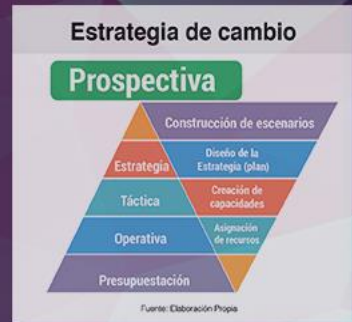 Estrategia de cambio
Prospectiva
Construcción de escenarios
Estrategia
Diseño de la
Estrategia (plan)
Táctica
Creación de
capacidades
Operativa
Asignación
de recursos
Presupuestación
Fuente: Elaboración Propia